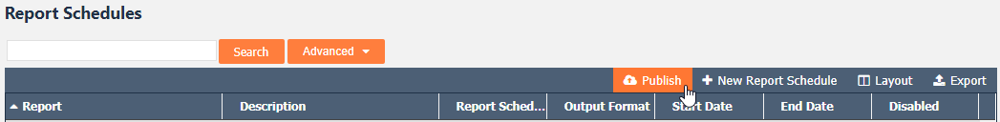 Report Schedules
Search Advanced
Publish New Report Schedule Layout Export
Report Description Report Sched... Output Format Start Date End Date Disabled